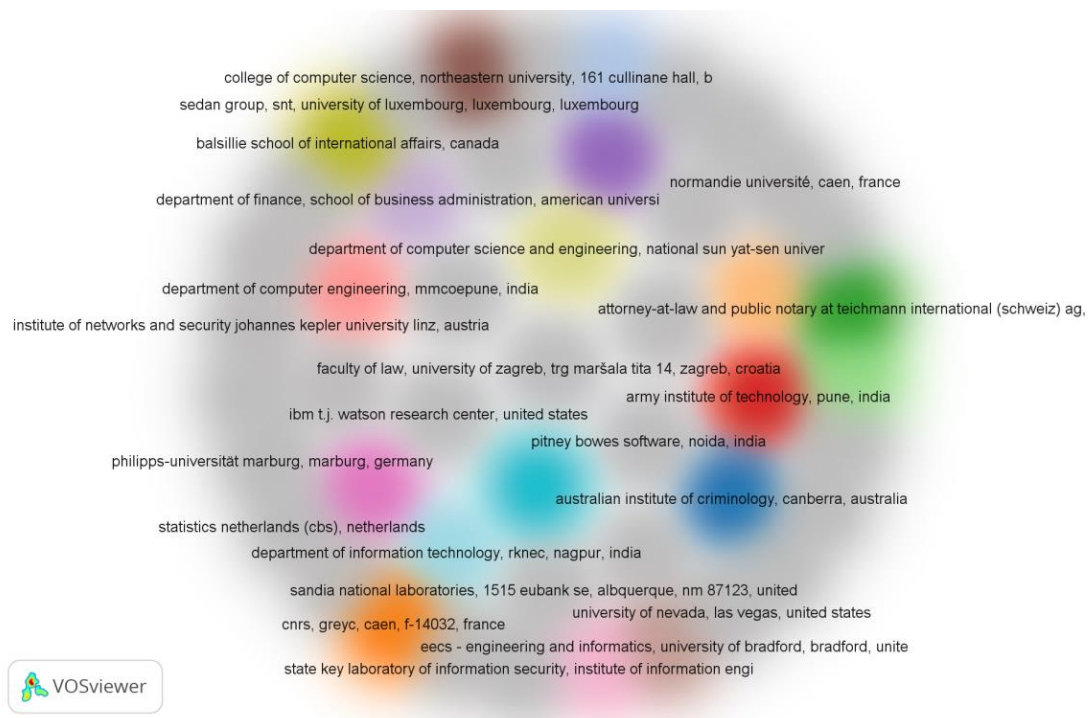 college of computer science, northeastern university, 161 cullinane hall, b
sedan group, snt, university of luxembourg, luxembourg, luxembourg
balsillie school of international affairs, canada
normandie université, caen, france
department of finance, school of business administration, american universi
department of computer science and engineering, national sun yat-sen univer
department of computer engineering, mmcoepune, india
attorney-at-law and public notary at teichmann international (schweiz) ag,
institute of networks and security johannes kepler university linz, austria
faculty of law, university of zagreb, trg maršala tita 14, zagreb, croatia
army institute of technology, pune, india
ibm t.j. watson research center, united states
pitney bowes software, noida, india
philipps-universität marburg, marburg, germany
australian institute of criminology, canberra, australia
statistics netherlands (cbs), netherlands
department of information technology, rknec, nagpur, india
sandia national laboratories, 1515 eubank se, albquerque, nm 87123, united
university of nevada, las vegas, united states
cnrs, greyc, caen, f-14032, france
eecs - engineering and informatics, university of bradford, bradford, unite
state key laboratory of information security, institute of information engi
VOSviewer